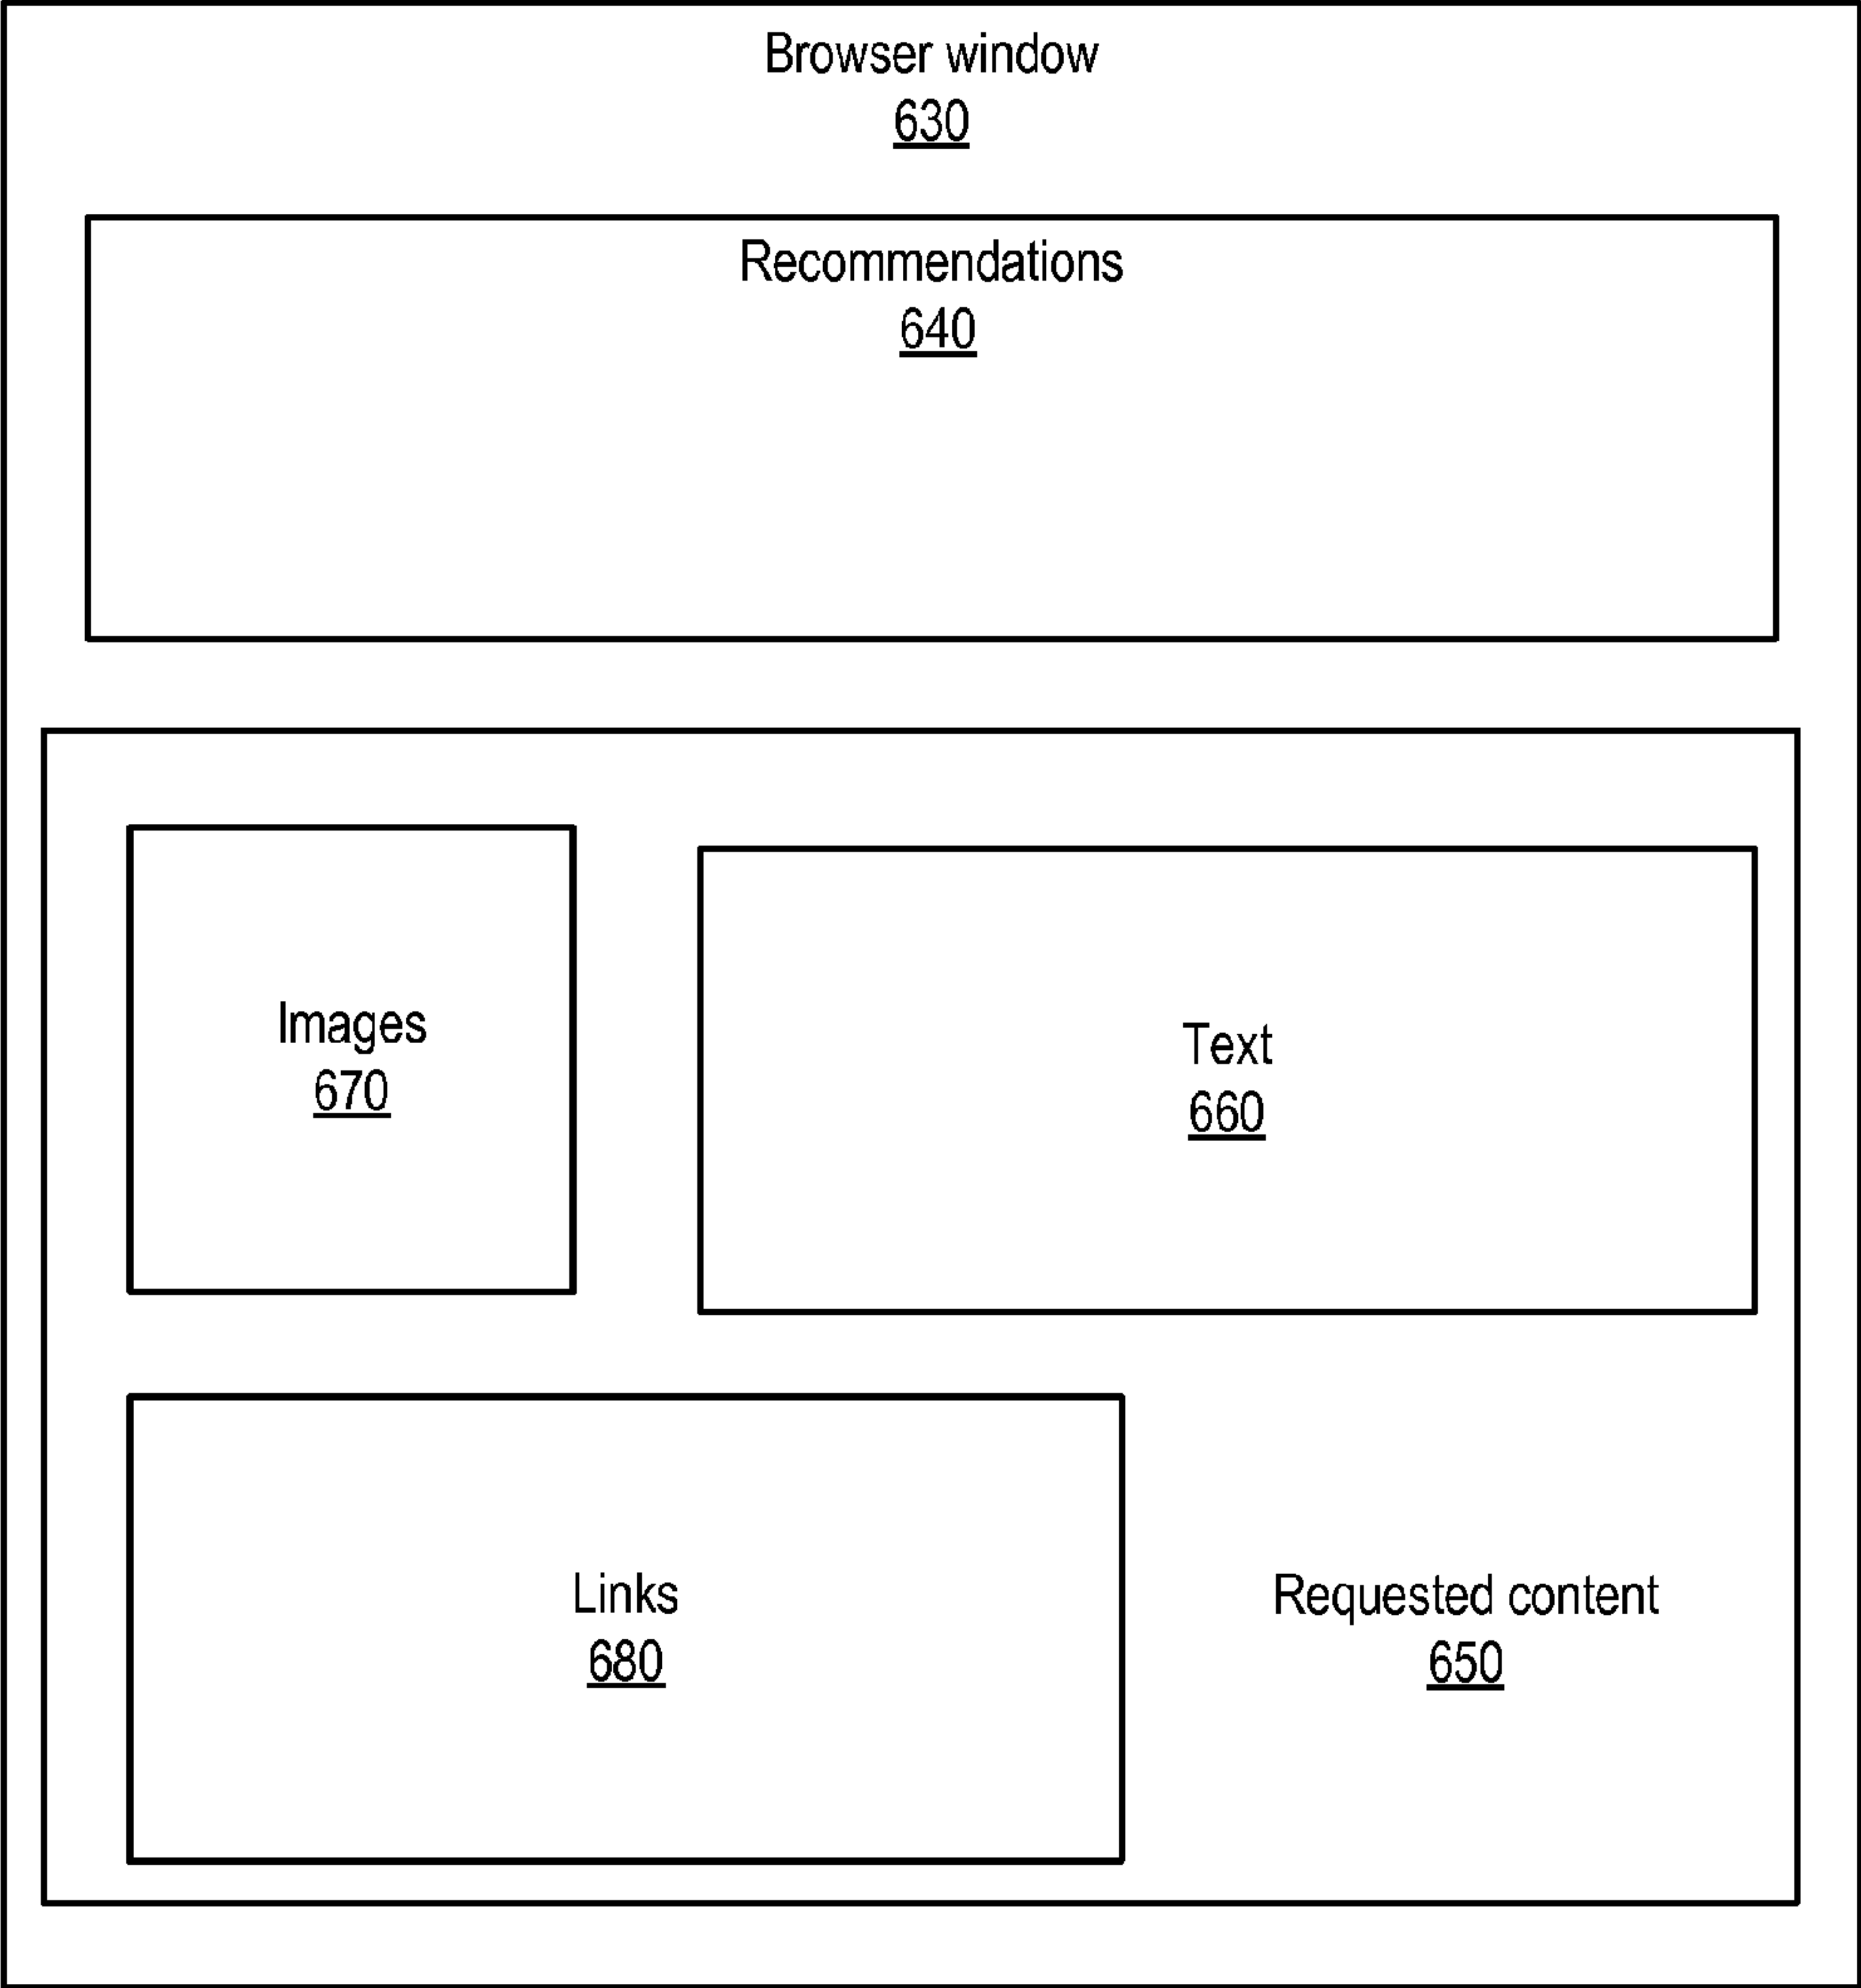 Browser window
630
Recommendations
640
Images
670
Text
660
Links
680
Requested content
650